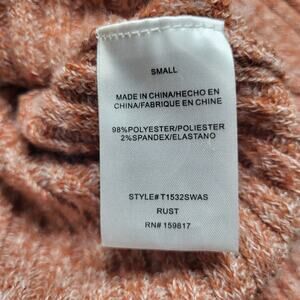 SMALL
MADE IN CHINA/HECHO EN
CHINA/FABRIQUE EN CHINE
98%POLYESTER/POLIESTER
2%SPANDEX/ELASTANO
STYLE# T1532SWAS
RUST
RN# 159817